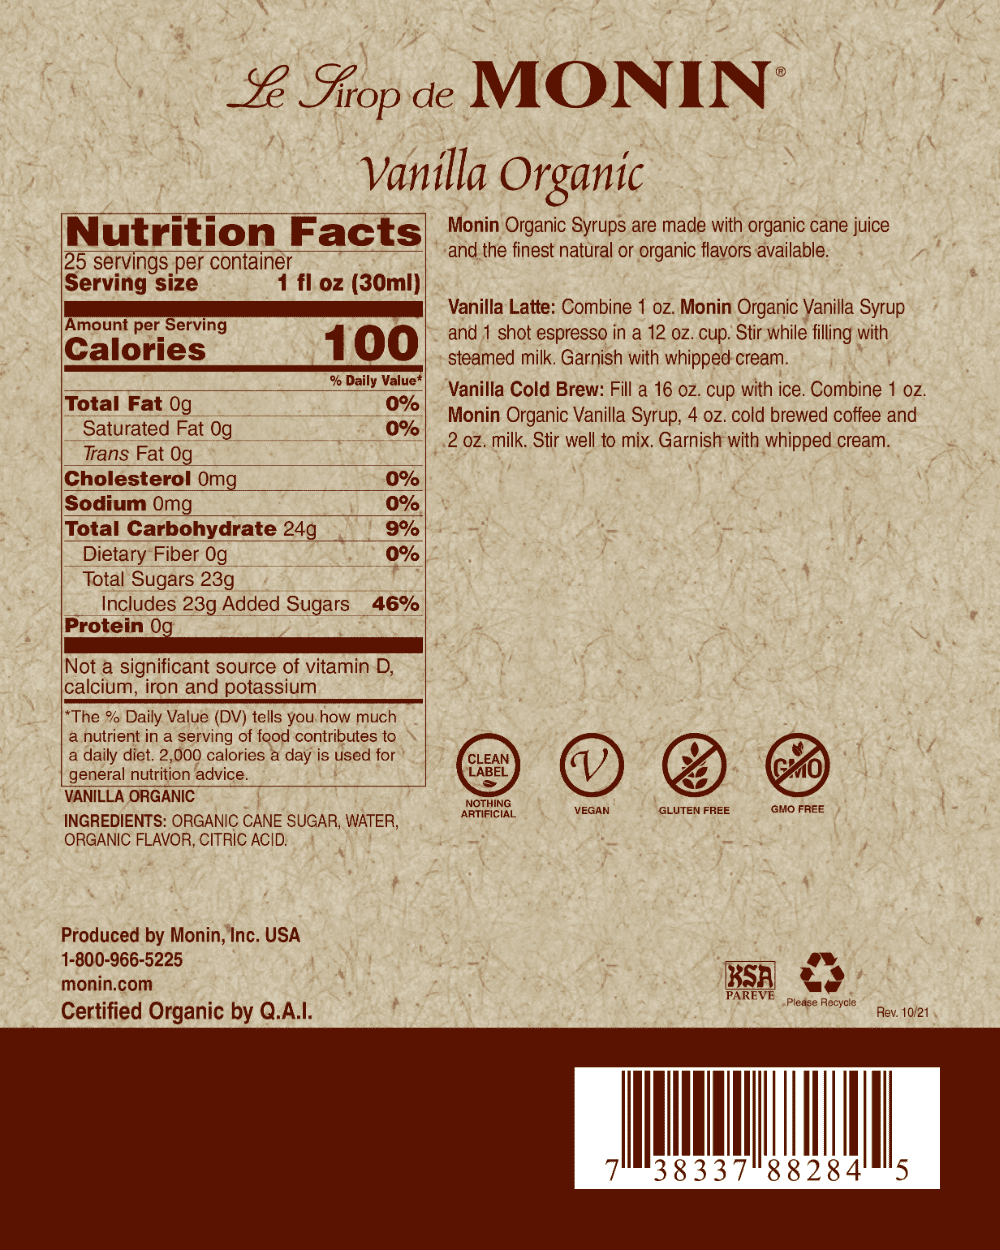 Le Sirop de MONIN®
Vanilla Organic
Nutrition Facts
25 servings per container
Serving size 1 fl oz (30ml)
Amount per Serving
Calories 100
% Daily Value*
Total Fat 0g 0%
Saturated Fat 0g 0%
Trans Fat 0g
Cholesterol 0mg 0%
Sodium 0mg 0%
Total Carbohydrate 24g 9%
Dietary Fiber 0g 0%
Total Sugars 23g
Includes 23g Added Sugars 46%
Protein 0g
Not a significant source of vitamin D,
calcium, iron and potassium
*The % Daily Value (DV) tells you how much
a nutrient in a serving of food contributes to
a daily diet. 2,000 calories a day is used for
general nutrition advice.
VANILLA ORGANIC
INGREDIENTS: ORGANIC CANE SUGAR, WATER,
ORGANIC FLAVOR, CITRIC ACID.
Monin Organic Syrups are made with organic cane juice
and the finest natural or organic flavors available.
Vanilla Latte: Combine 1 oz. Monin Organic Vanilla Syrup
and 1 shot espresso in a 12 oz. cup. Stir while filling with
steamed milk. Garnish with whipped cream.
Vanilla Cold Brew: Fill a 16 oz. cup with ice. Combine 1 oz.
Monin Organic Vanilla Syrup, 4 oz. cold brewed coffee and
2 oz. milk. Stir well to mix. Garnish with whipped cream.
CLEAN
LABEL
NOTHING
ARTIFICIAL
V
VEGAN
GLUTEN FREE
GMO
GMO FREE
Produced by Monin, Inc. USA
1-800-966-5225
monin.com
Certified Organic by Q.A.I.
KSA
PAREVE
Please Recycle
Rev. 10/21
7 38337 88284 5